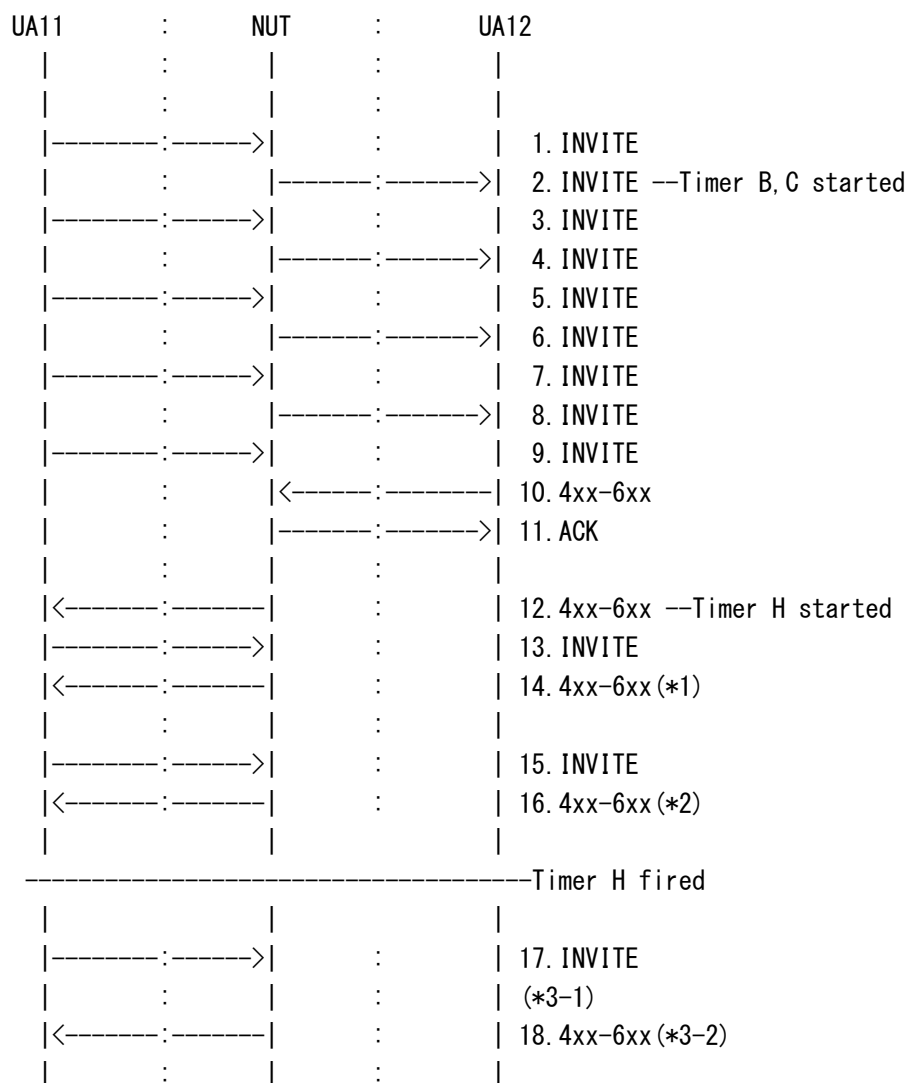 UA11 : NUT : UA12
| : | : |
| : | : |
|-------:------>| : | 1. INVITE
| : |------:------->| 2. INVITE --Timer B,C started
|-------:------>| : | 3. INVITE
| : |------:------->| 4. INVITE
|-------:------>| : | 5. INVITE
| : |------:------->| 6. INVITE
|-------:------>| : | 7. INVITE
| : |------:------->| 8. INVITE
|-------:------>| : | 9. INVITE
| : |<------:--------| 10. 4xx-6xx
| : |------:------->| 11. ACK
| : | : |
|<-------:-------| : | 12. 4xx-6xx --Timer H started
|-------:------>| : | 13. INVITE
|<-------:-------| : | 14. 4xx-6xx(*1)
| : | : |
|-------:------>| : | 15. INVITE
|<-------:-------| : | 16. 4xx-6xx(*2)
| | |
----------------------------------Timer H fired
| | |
|-------:------>| : | 17. INVITE
| : | : | (*3-1)
|<-------:-------| : | 18. 4xx-6xx(*3-2)
| : | : |